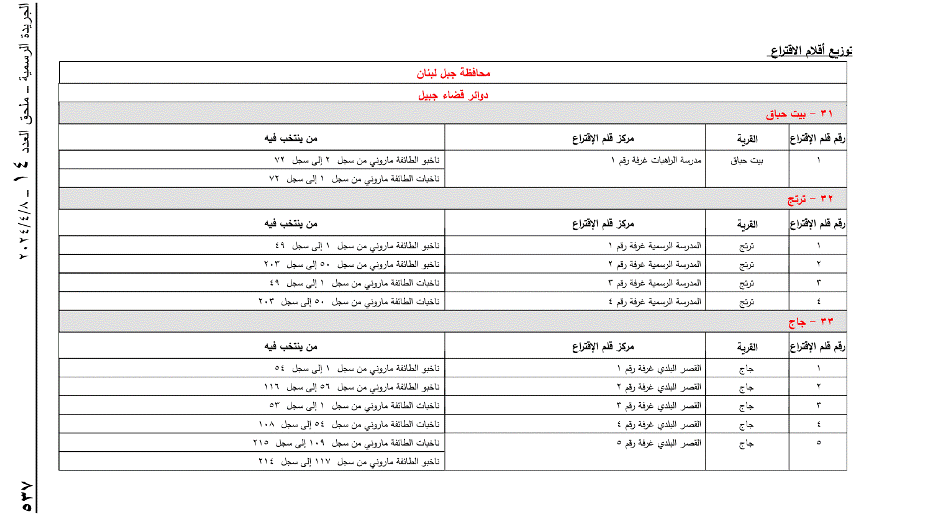 الجريدة الرسمية – ملحق العدد ١٤ – ٢٠٢٤/٤/٨
٥٣٧
توزيع أقلام الاقتراع
محافظة جبل لبنان
دوائر قضاء جبيل
٣١ – بيت حباق
رقم قلم الإقتراع القرية مركز قلم الإقتراع من ينتخب فيه
١ بيت حباق مدرسة الراهبات غرفة رقم ١ ناخبو الطائفة ماروني من سجل ٢ إلى سجل ٧٢
ناخبات الطائفة ماروني من سجل ١ إلى سجل ٧٢
٣٢ – ترتج
رقم قلم الإقتراع القرية مركز قلم الإقتراع من ينتخب فيه
١ ترتج المدرسة الرسمية غرفة رقم ١ ناخبو الطائفة ماروني من سجل ١ إلى سجل ٤٩
٢ ترتج المدرسة الرسمية غرفة رقم ٢ ناخبو الطائفة ماروني من سجل ٥٠ إلى سجل ٢٠٣
٣ ترتج المدرسة الرسمية غرفة رقم ٣ ناخبات الطائفة ماروني من سجل ١ إلى سجل ٤٩
٤ ترتج المدرسة الرسمية غرفة رقم ٤ ناخبات الطائفة ماروني من سجل ٥٠ إلى سجل ٢٠٣
٣٣ – جاج
رقم قلم الإقتراع القرية مركز قلم الإقتراع من ينتخب فيه
١ جاج القصر البلدي غرفة رقم ١ ناخبو الطائفة ماروني من سجل ١ إلى سجل ٥٤
٢ جاج القصر البلدي غرفة رقم ٢ ناخبو الطائفة ماروني من سجل ٥٦ إلى سجل ١١٦
٣ جاج القصر البلدي غرفة رقم ٣ ناخبات الطائفة ماروني من سجل ١ إلى سجل ٥٣
٤ جاج القصر البلدي غرفة رقم ٤ ناخبات الطائفة ماروني من سجل ٥٤ إلى سجل ١٠٨
٥ جاج القصر البلدي غرفة رقم ٥ ناخبات الطائفة ماروني من سجل ١٠٩ إلى سجل ٢١٥
ناخبو الطائفة ماروني من سجل ١١٧ إلى سجل ٢١٤